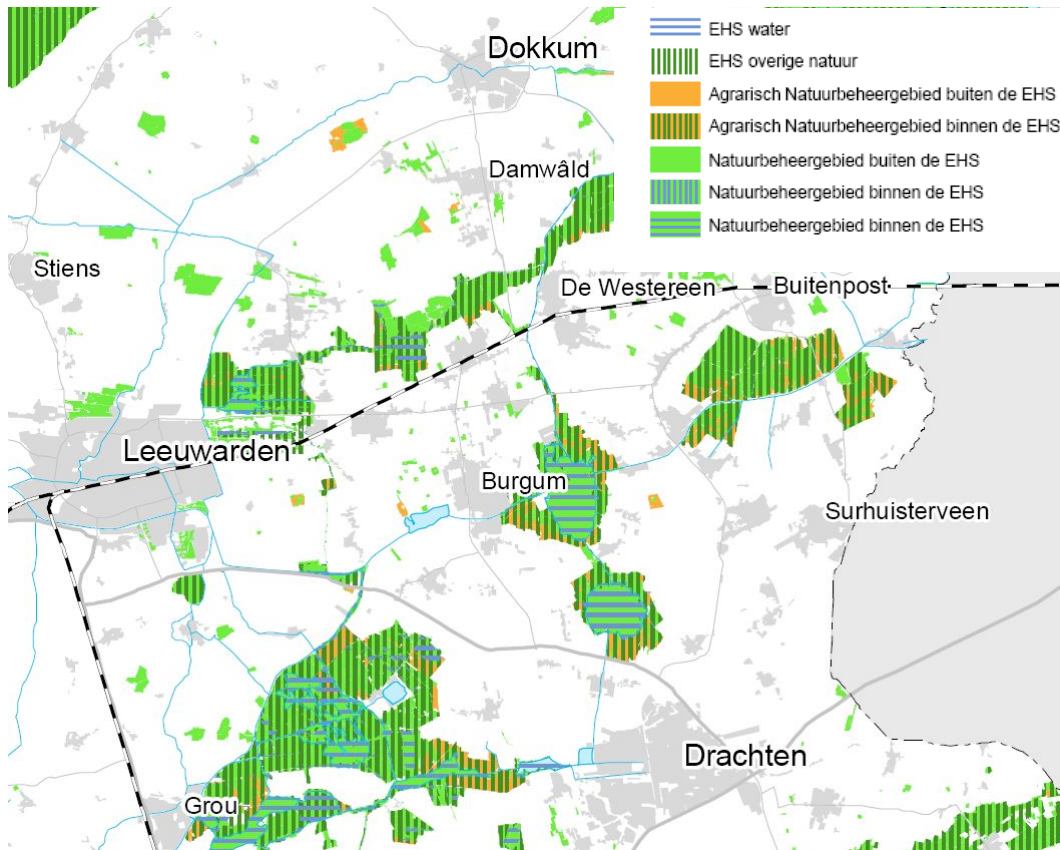 EHS water
EHS overige natuur
Agrarisch Natuurbeheergebied buiten de EHS
Agrarisch Natuurbeheergebied binnen de EHS
Natuurbeheergebied buiten de EHS
Natuurbeheergebied binnen de EHS
Natuurbeheergebied binnen de EHS
Dokkum
Damwâld
Stiens
De Westereen
Buitenpost
Leeuwarden
Burgum
Surhuisterveen
Drachten
Grou